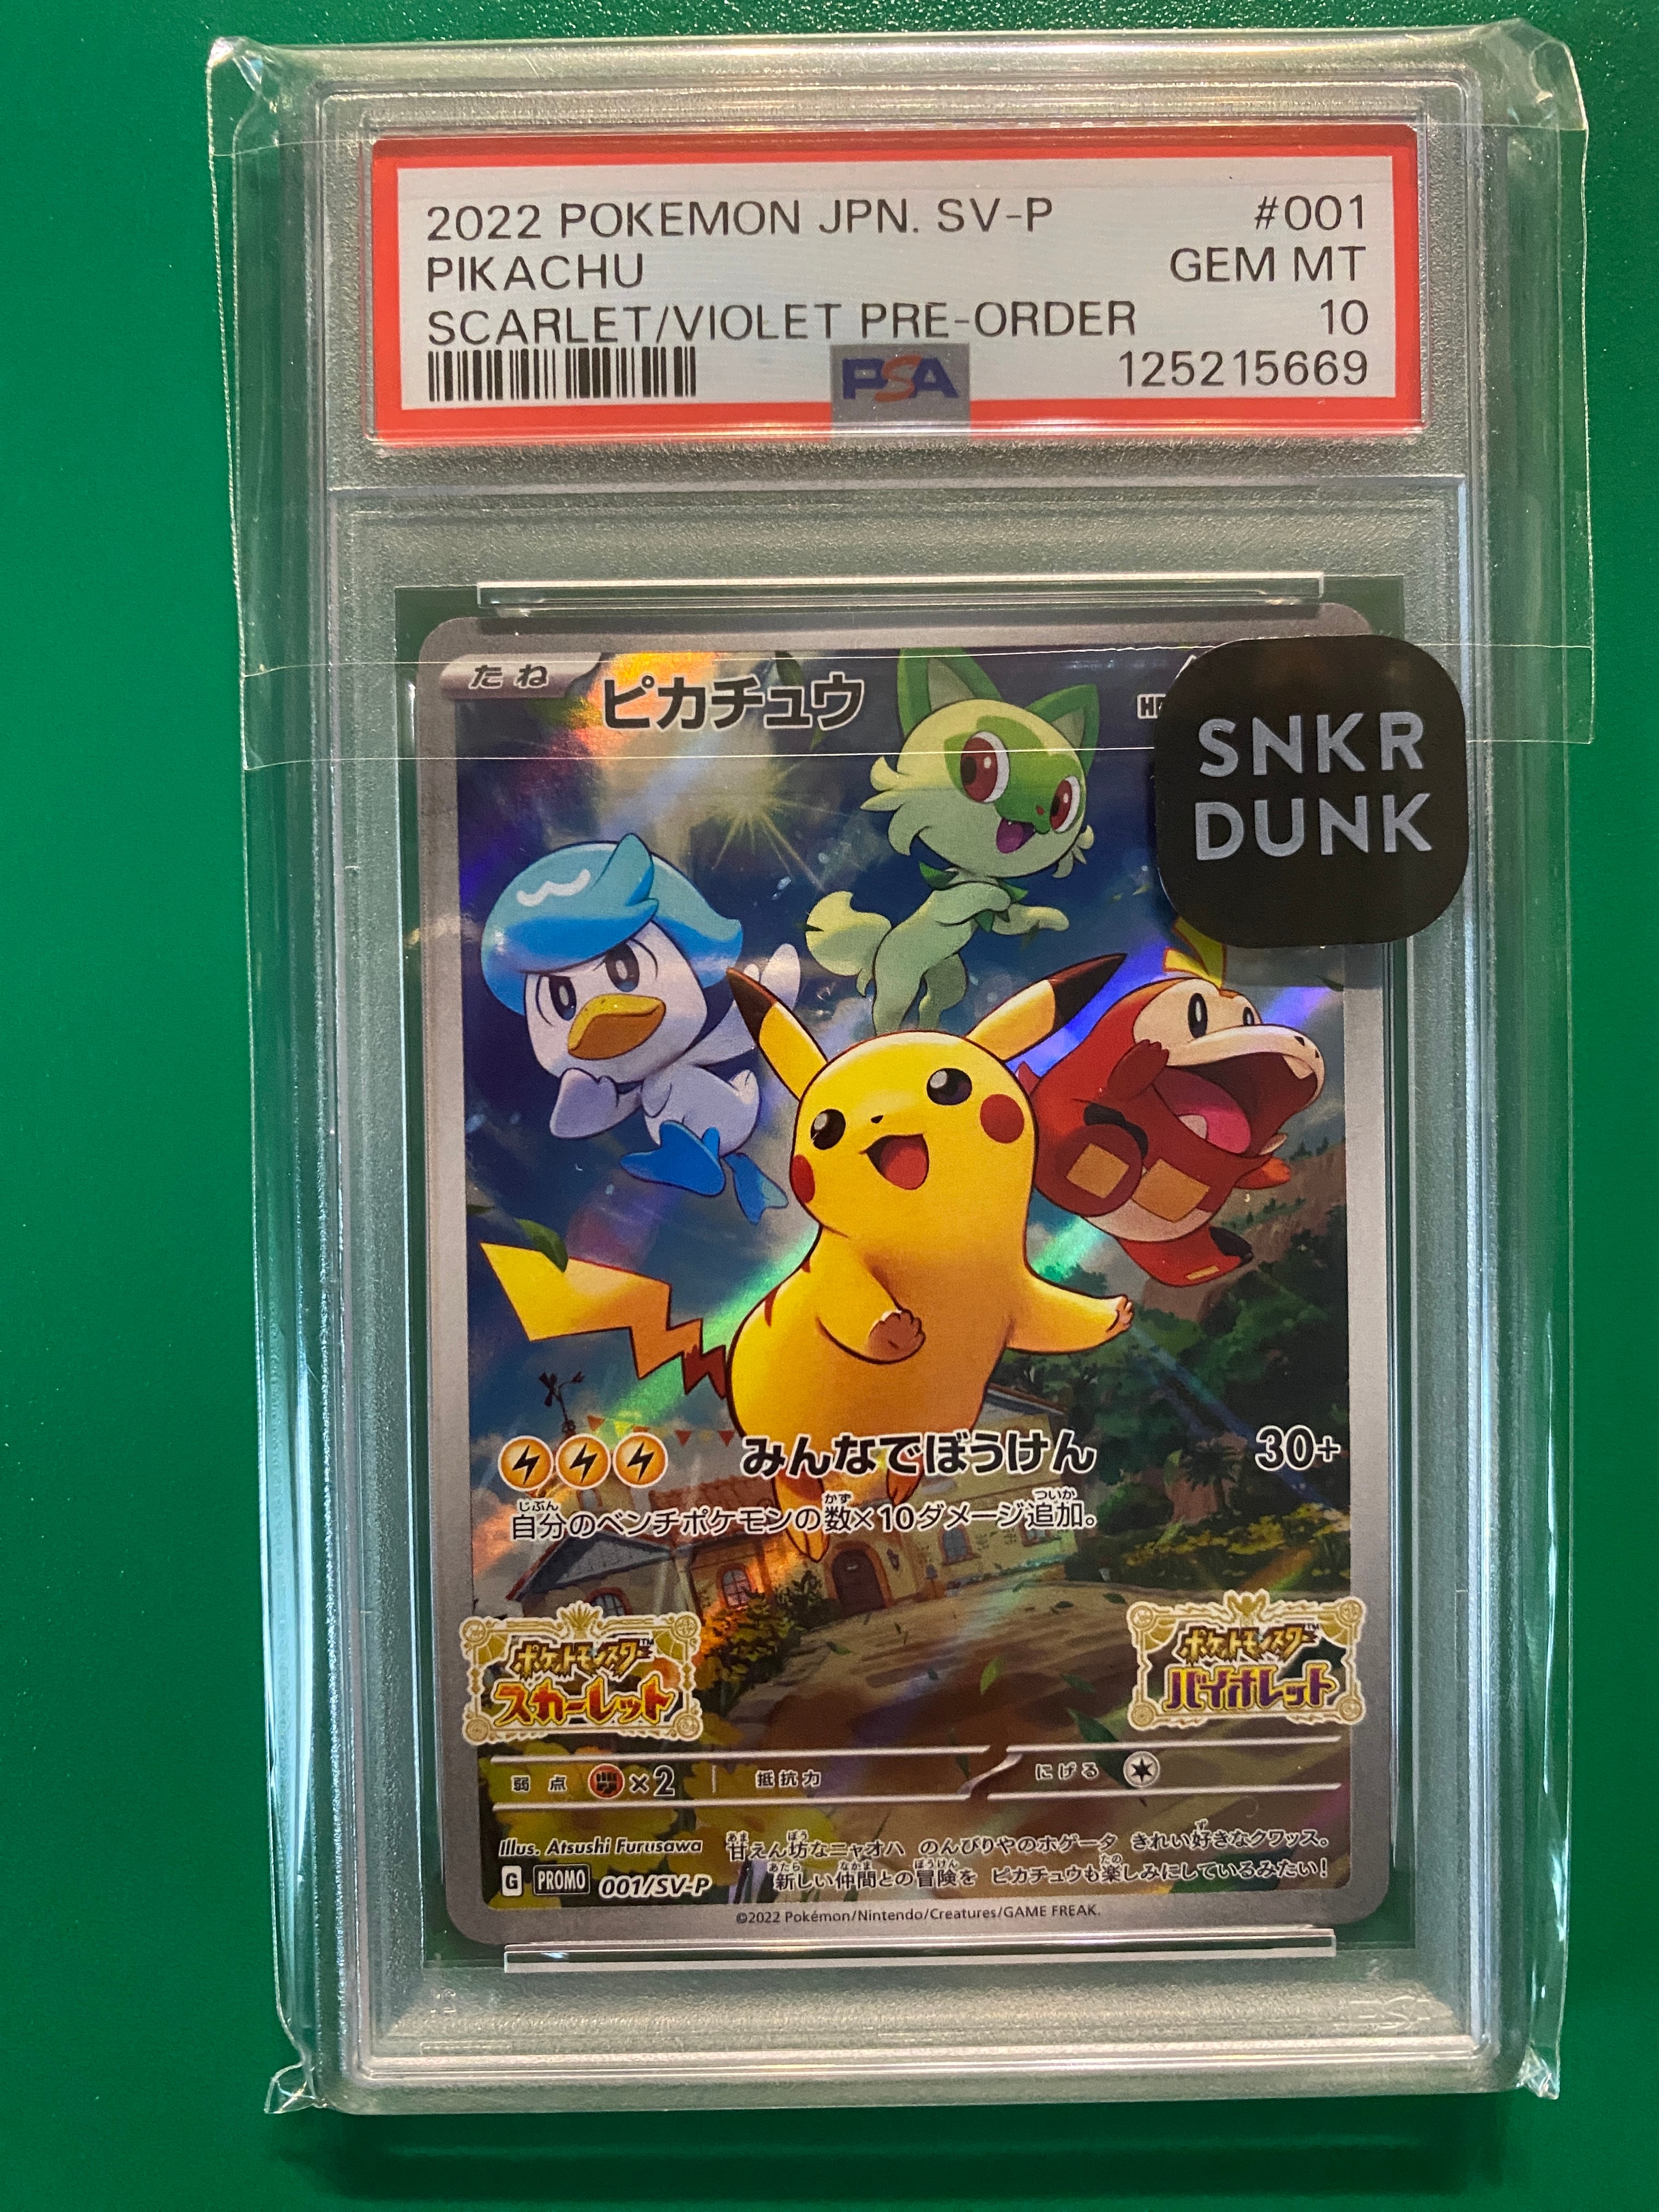 2022 POKEMON JPN. SV-P #001
PIKACHU GEM MT
SCARLET/VIOLET PRE-ORDER 10
PSA 125215669
たね ピカチュウ
SNKR
DUNK
みんなでぼうけん 30+
自分のベンチポケモンの数×10ダメージ追加。
ポケットモンスター™
スカーレット
ポケットモンスター™
バイオレット
弱点 ×2 抵抗力 にげる
Illus. Atsushi Furusawa
甘えん坊なニャオハ のんびりやのホゲータ きれい好きなクワッス。
新しい仲間との冒険を ピカチュウも楽しみにしているみたい!
G PROMO 001/SV-P
©2022 Pokémon/Nintendo/Creatures/GAME FREAK.